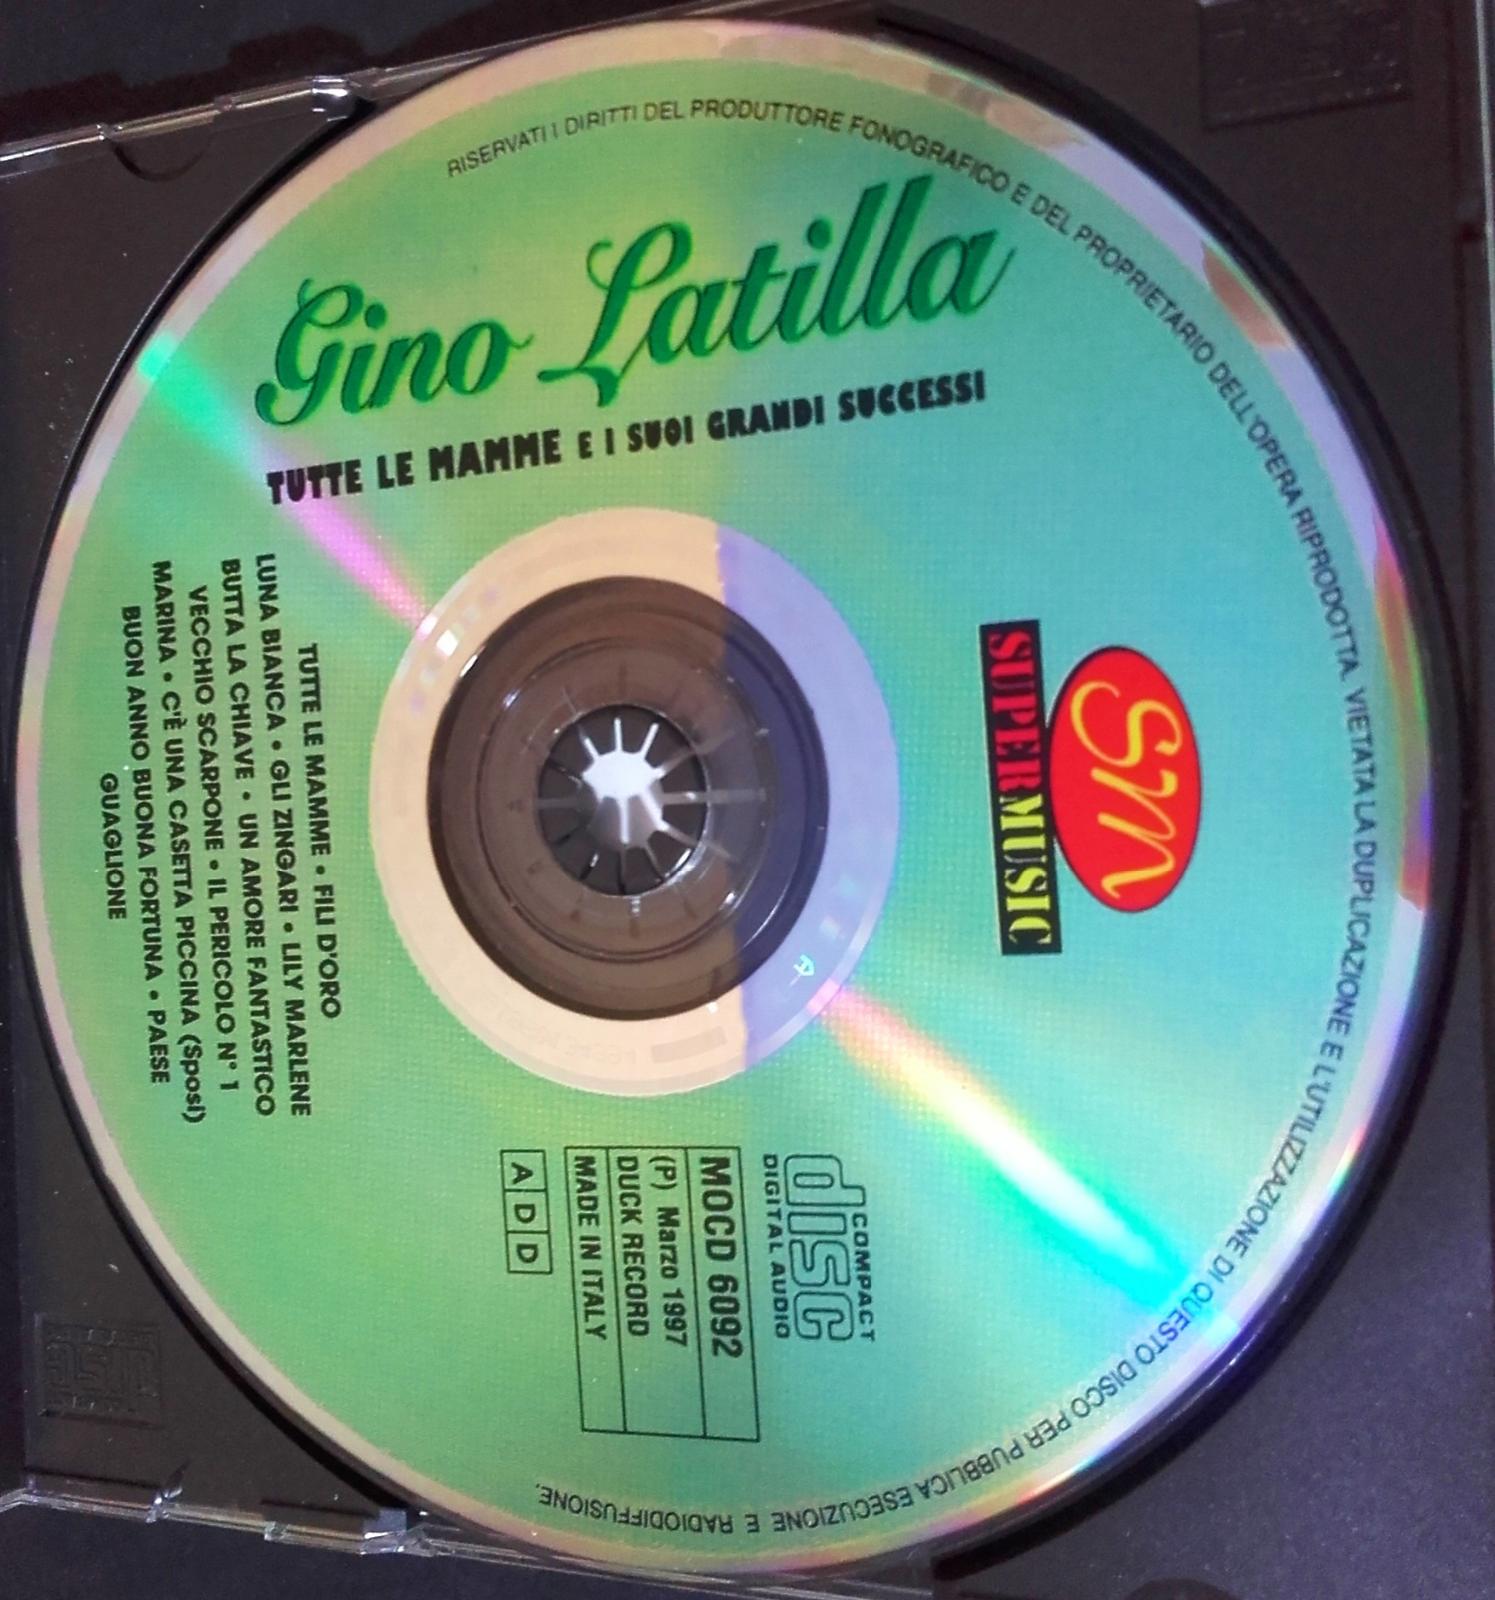 RISERVATI I DIRITTI DEL PRODUTTORE FONOGRAFICO E DEL PROPRIETARIO DELL'OPERA RIPRODOTTA. VIETATA LA DUPLICAZIONE E L'UTILIZZAZIONE DI QUESTO DISCO PER PUBBLICA ESECUZIONE E RADIODIFFUSIONE.
Gino Latilla
TUTTE LE MAMME E I SUOI GRANDI SUCCESSI
SM
SUPERMUSIC
TUTTE LE MAMME • FILI D'ORO
LUNA BIANCA • GLI ZINGARI • LILY MARLENE
BUTTA LA CHIAVE • UN AMORE FANTASTICO
VECCHIO SCARPONE • IL PERICOLO N° 1
MARINA • C'È UNA CASETTA PICCINA (Sposi)
BUON ANNO BUONA FORTUNA • PAESE
GUAGLIONE
COMPACT
disc
DIGITAL AUDIO
MOCD 6092
(P) Marzo 1997
DUCK RECORD
MADE IN ITALY
A D D
disc